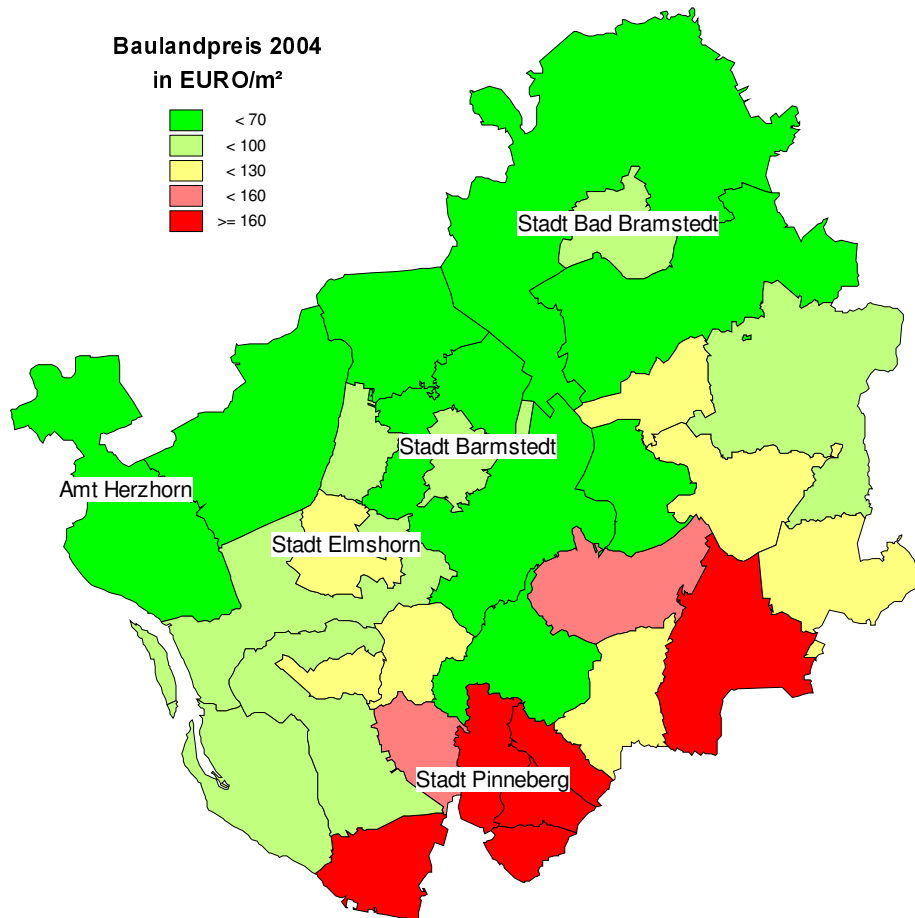 Baulandpreis 2004
in EURO/m²
< 70
< 100
< 130
< 160
>= 160
Stadt Bad Bramstedt
Stadt Barmstedt
Amt Herzhorn
Stadt Elmshorn
Stadt Pinneberg